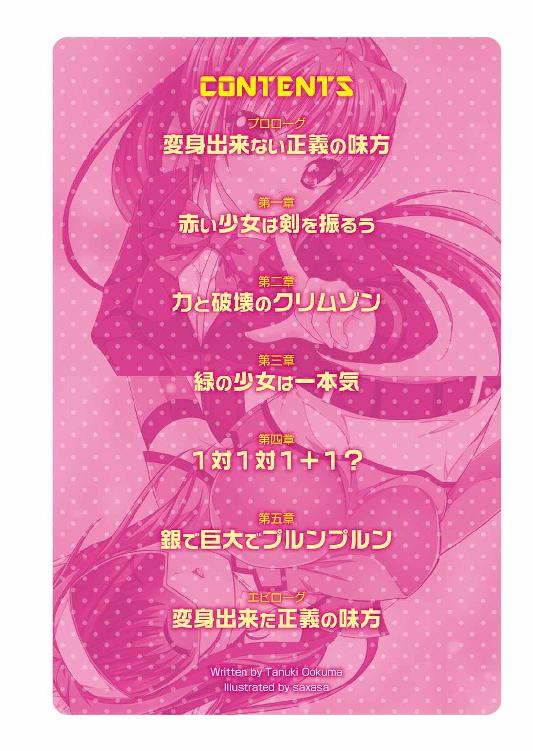 CONTENTS
プロローグ
変身出来ない正義の味方
第一章
赤い少女は剣を振るう
第二章
力と破壊のクリムゾン
第三章
緑の少女は一本気
第四章
1対1対1+1?
第五章
銀で巨大でプルンプルン
エピローグ
変身出来た正義の味方
Written by Tanuki Ookuma
Illustrated by saxasa